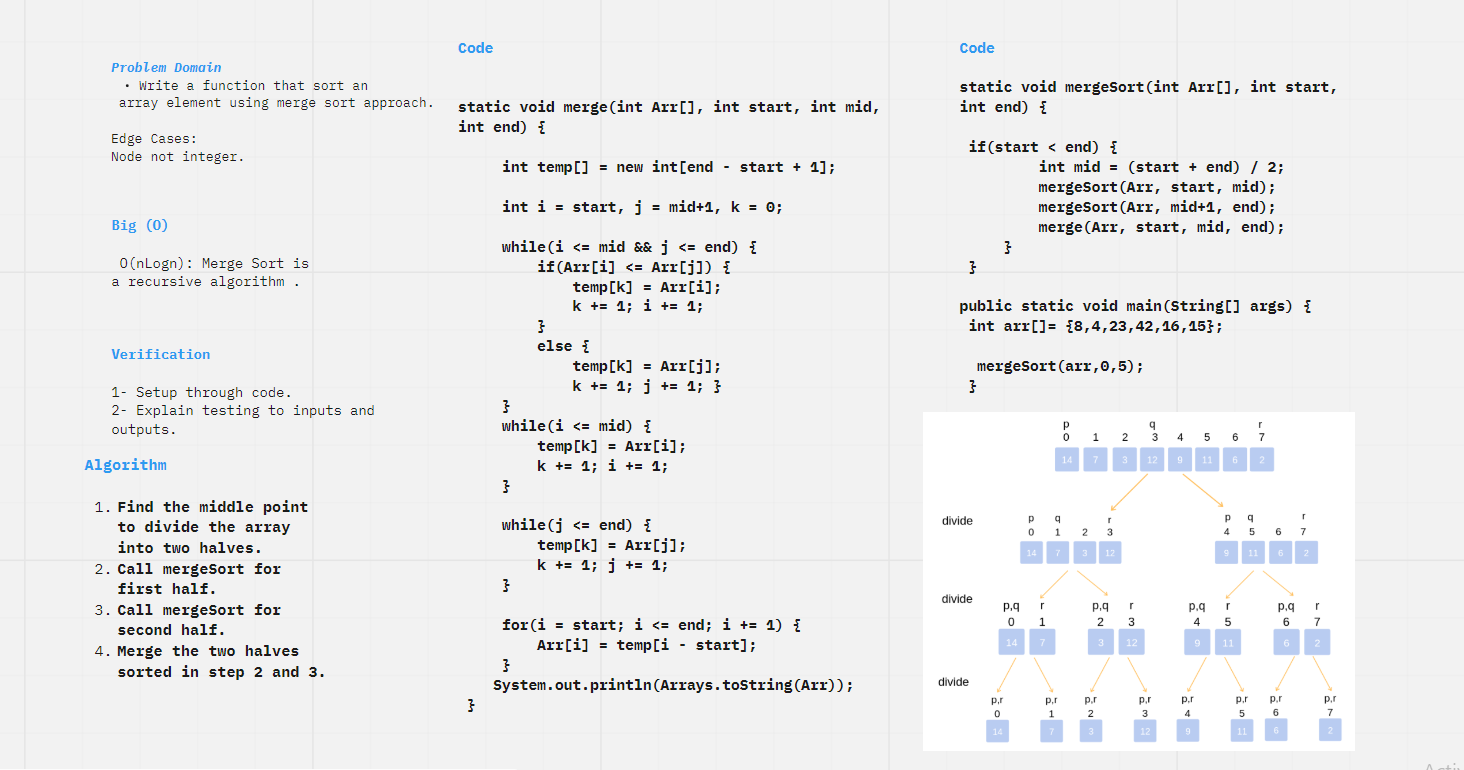 Problem Domain
• Write a function that sort an
array element using merge sort approach.
Edge Cases:
Node not integer.
Big (O)
O(nLogn): Merge Sort is
a recursive algorithm .
Verification
1- Setup through code.
2- Explain testing to inputs and
outputs.
Algorithm
1. Find the middle point
to divide the array
into two halves.
2. Call mergeSort for
first half.
3. Call mergeSort for
second half.
4. Merge the two halves
sorted in step 2 and 3.
Code
static void merge(int Arr[], int start, int mid,
int end) {
int temp[] = new int[end - start + 1];
int i = start, j = mid+1, k = 0;
while(i <= mid && j <= end) {
if(Arr[i] <= Arr[j]) {
temp[k] = Arr[i];
k += 1; i += 1;
}
else {
temp[k] = Arr[j];
k += 1; j += 1; }
}
while(i <= mid) {
temp[k] = Arr[i];
k += 1; i += 1;
}
while(j <= end) {
temp[k] = Arr[j];
k += 1; j += 1;
}
for(i = start; i <= end; i += 1) {
Arr[i] = temp[i - start];
}
System.out.println(Arrays.toString(Arr));
}
Code
static void mergeSort(int Arr[], int start,
int end) {
if(start < end) {
int mid = (start + end) / 2;
mergeSort(Arr, start, mid);
mergeSort(Arr, mid+1, end);
merge(Arr, start, mid, end);
}
}
public static void main(String[] args) {
int arr[]= {8,4,23,42,16,15};
mergeSort(arr,0,5);
}
p q r
0 1 2 3 4 5 6 7
14 7 3 12 9 11 6 2
divide
p q r p q r
0 1 2 3 4 5 6 7
14 7 3 12 9 11 6 2
divide
p,q r p,q r p,q r p,q r
0 1 2 3 4 5 6 7
14 7 3 12 9 11 6 2
divide
p,r p,r p,r p,r p,r p,r p,r p,r
0 1 2 3 4 5 6 7
14 7 3 12 9 11 6 2